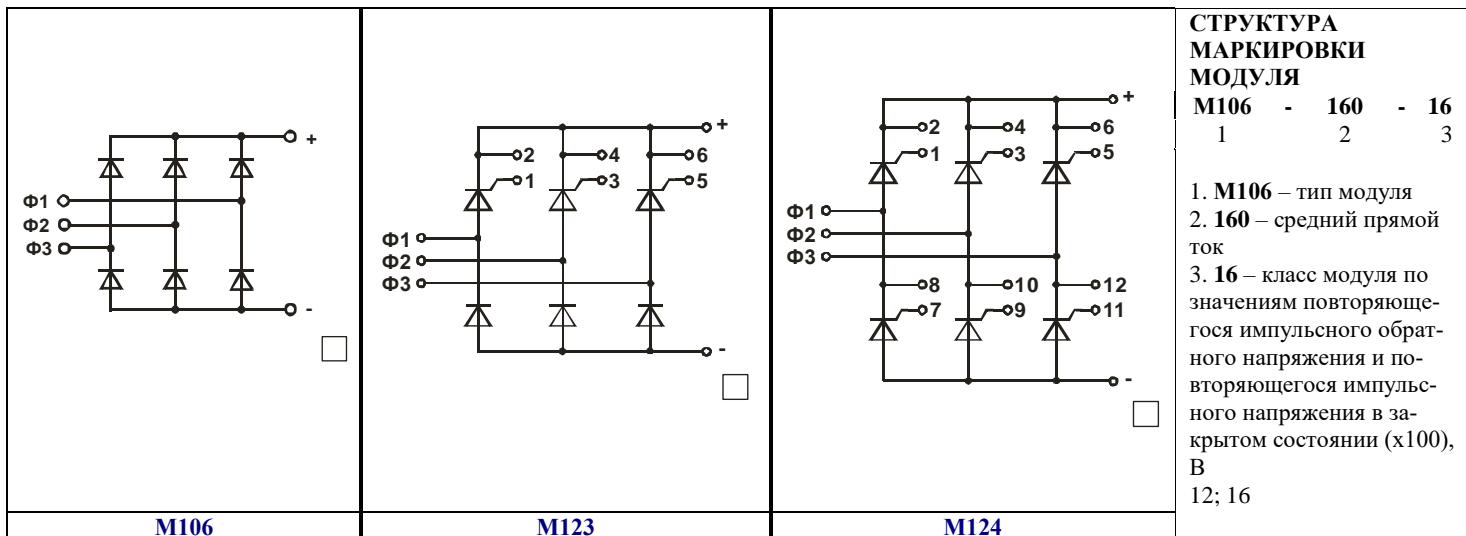 +
Ф1
Ф2
Ф3
-
М106
+
2
4
6
1
3
5
Ф1
Ф2
Ф3
-
М123
+
2
4
6
1
3
5
Ф1
Ф2
Ф3
8
10
12
7
9
11
-
М124
СТРУКТУРА
МАРКИРОВКИ
МОДУЛЯ
М106 - 160 - 16
1 2 3
1. М106 – тип модуля
2. 160 – средний прямой
ток
3. 16 – класс модуля по
значениям повторяюще-
гося импульсного обрат-
ного напряжения и по-
вторяющегося импульс-
ного напряжения в за-
крытом состоянии (х100),
В
12; 16